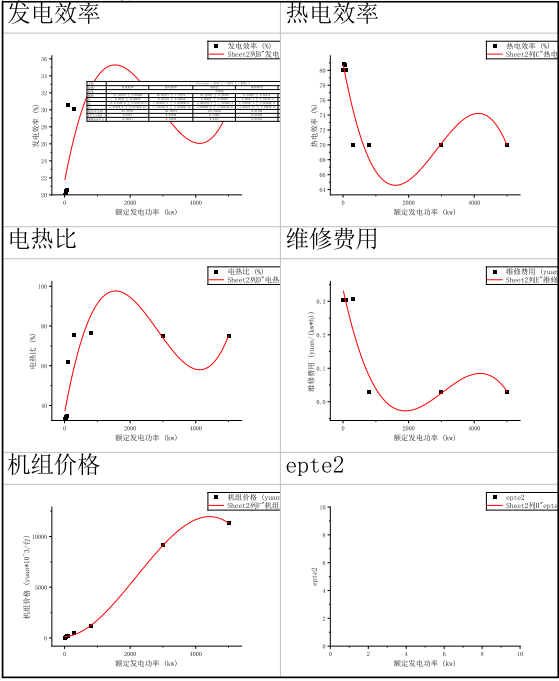 发电效率
热电效率
发电效率 (%)
Sheet2列B"发电
36
34
32
30
28
26
24
22
20
发电效率 (%)
0
2000
4000
额定发电功率 (kw)
热电效率 (%)
Sheet2列C"热电
80
78
76
74
72
70
68
66
64
热电效率 (%)
0
2000
4000
额定发电功率 (kw)
电热比
维修费用
电热比 (%)
Sheet2列D"电热
100
80
60
40
电热比 (%)
0
2000
4000
额定发电功率 (kw)
维修费用 (yuan
Sheet2列E"维修
0.3
0.2
0.1
0.0
维修费用 (yuan/(kw*h))
0
2000
4000
额定发电功率 (kw)
机组价格
epte2
机组价格 (yuan
Sheet2列F"机组
10000
5000
0
机组价格 (yuan*10^3/台)
0
2000
4000
额定发电功率 (kw)
epte2
Sheet2列H"epte
10
8
6
4
2
0
epte2
0
2
4
6
8
10
额定发电功率 (kw)